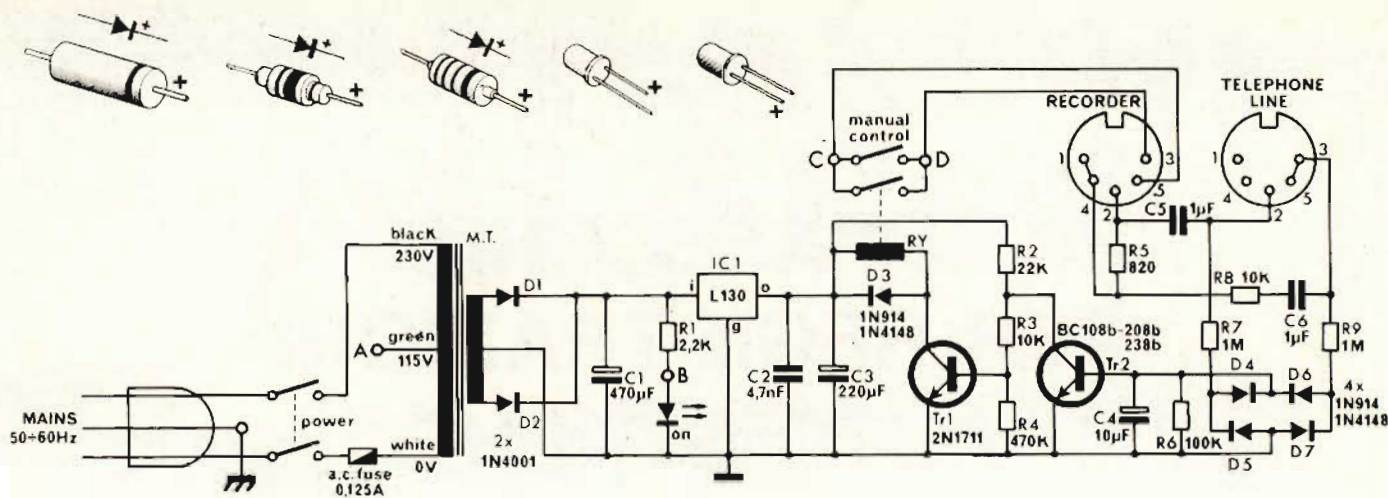 +
+
+
+
+
+
+
+
manual
control
C
D
RECORDER
1
3
4
2
5
TELEPHONE
LINE
1
3
4
2
5
C5
1µF
black
230V
M.T.
green
115V
A
white
0V
MAINS
50÷60Hz
power
a.c. fuse
0,125A
D1
D2
2x
1N4001
C1
470µF
R1
2,2K
B
on
IC1
i
L130
o
g
C2
4,7nF
C3
220µF
RY
D3
1N914
1N4148
R2
22K
R3
10K
R4
470K
Tr1
2N1711
BC108b-208b
238b
Tr2
C4
10µF
R6
100K
R5
820
R8 10K
C6
1µF
R7
1M
R9
1M
D4
D6
D5
D7
4x
1N914
1N4148